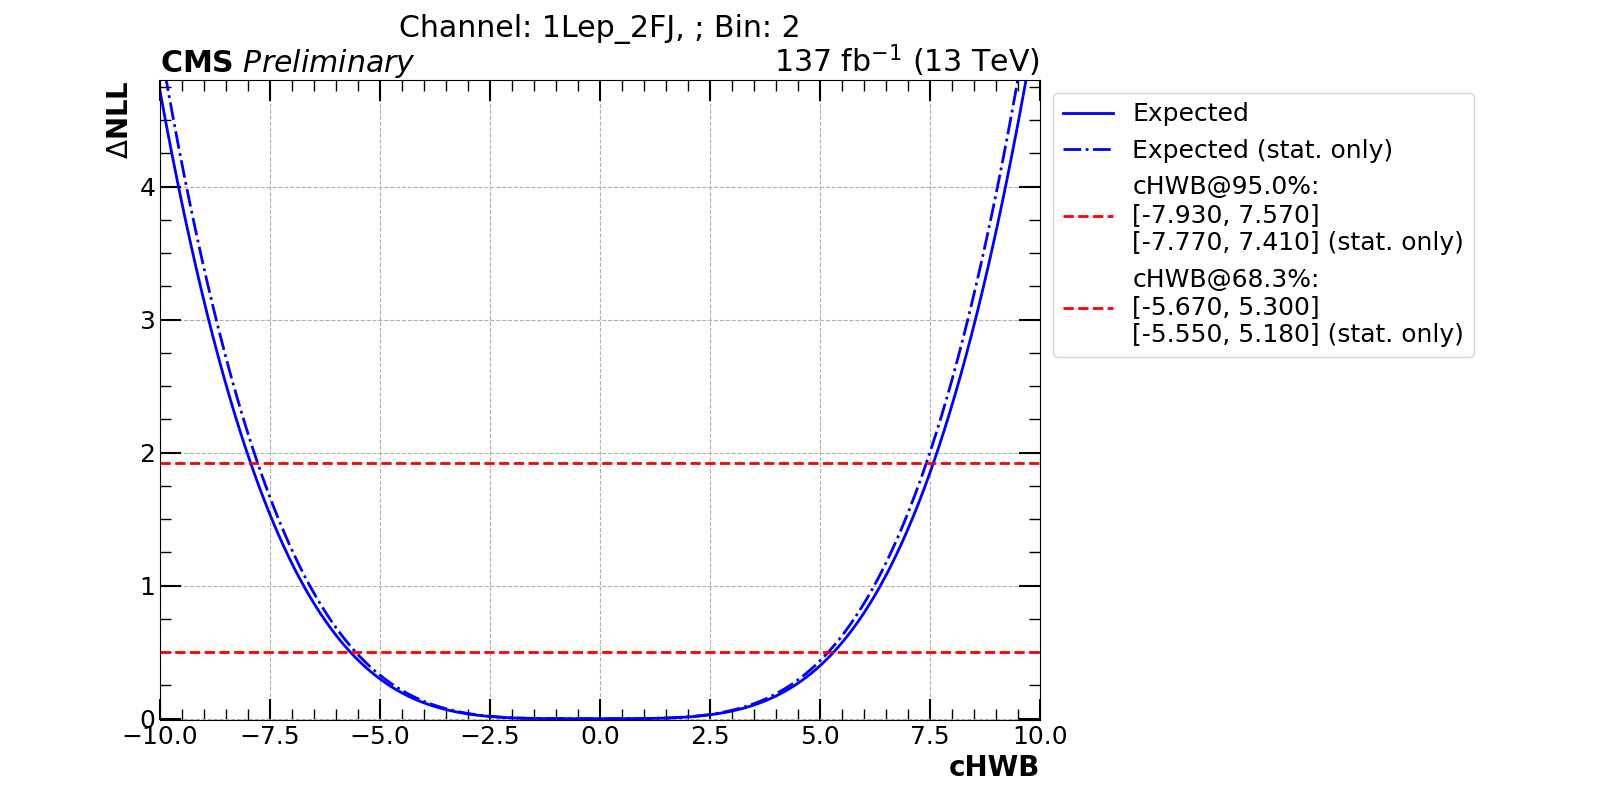 Channel: 1Lep_2FJ, ; Bin: 2
CMS Preliminary
137 fb⁻¹ (13 TeV)
ΔNLL
4
3
2
1
0
−10.0 −7.5 −5.0 −2.5 0.0 2.5 5.0 7.5 10.0
cHWB
Expected
Expected (stat. only)
cHWB@95.0%:
[-7.930, 7.570]
[-7.770, 7.410] (stat. only)
cHWB@68.3%:
[-5.670, 5.300]
[-5.550, 5.180] (stat. only)